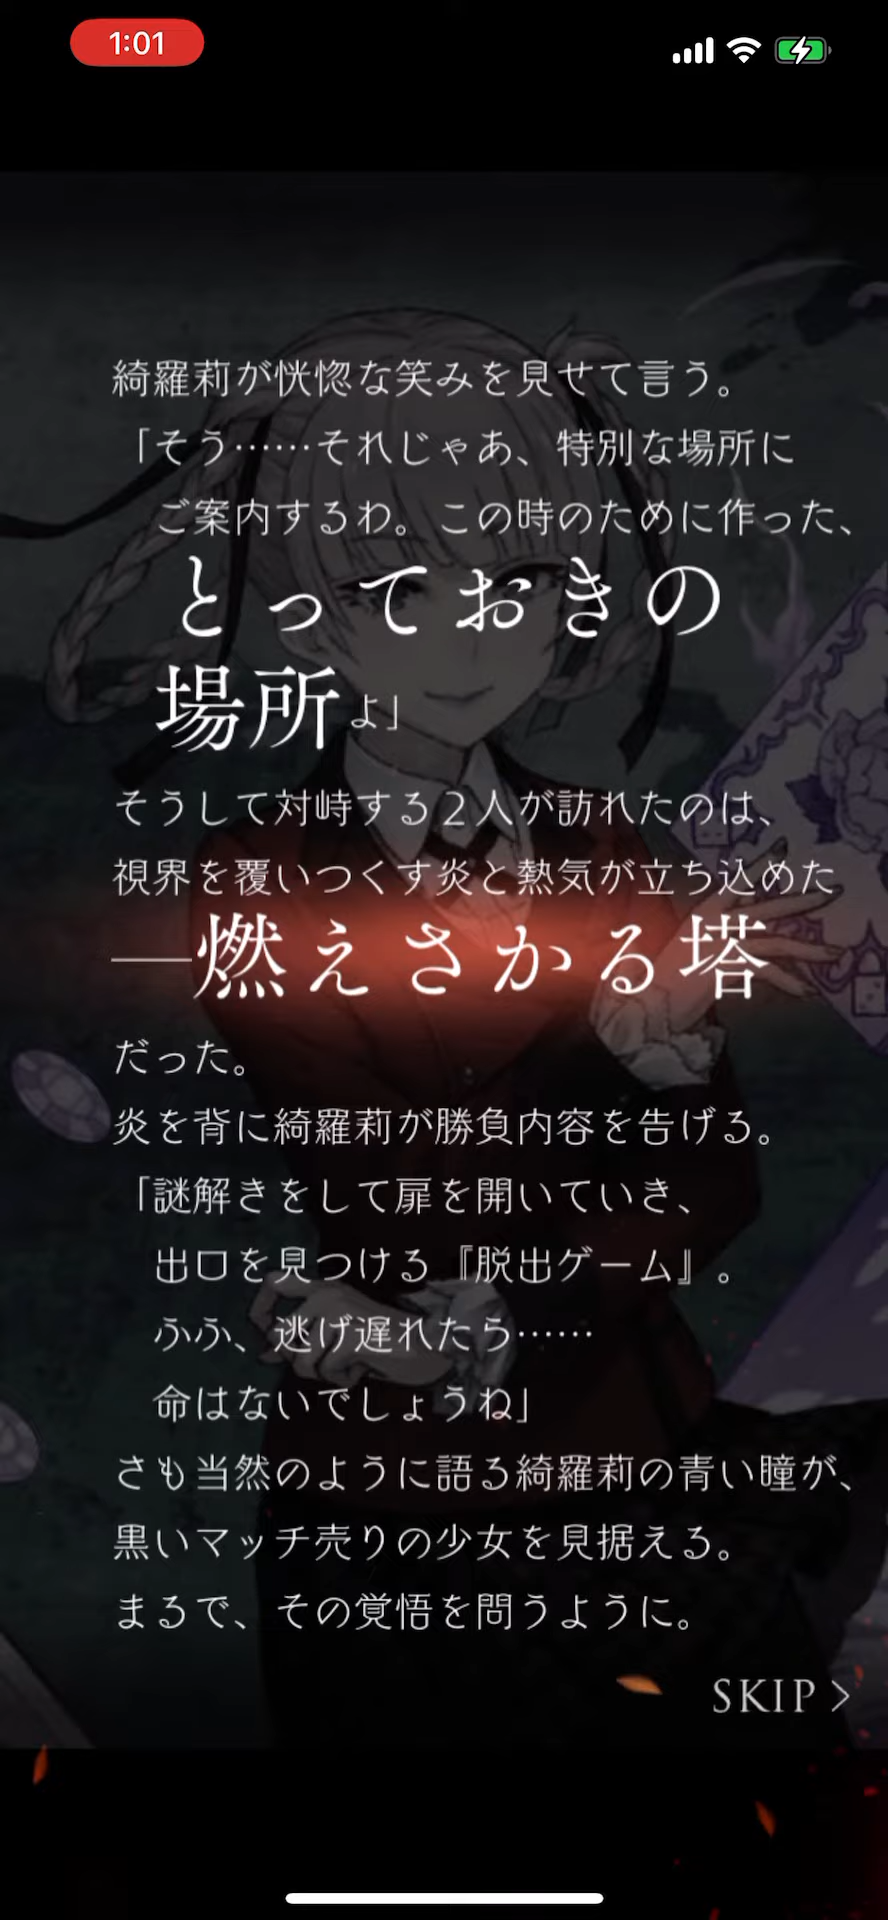 1:01
綺羅莉が恍惚な笑みを見せて言う。
「そう……それじゃあ、特別な場所に
ご案内するわ。この時のために作った、
とっておきの
場所よ」
そうして対峙する2人が訪れたのは、
視界を覆いつくす炎と熱気が立ち込めた
―燃えさかる塔
だった。
炎を背に綺羅莉が勝負内容を告げる。
「謎解きをして扉を開いていき、
出口を見つける『脱出ゲーム』。
ふふ、逃げ遅れたら……
命はないでしょうね」
さも当然のように語る綺羅莉の青い瞳が、
黒いマッチ売りの少女を見据える。
まるで、その覚悟を問うように。
SKIP >